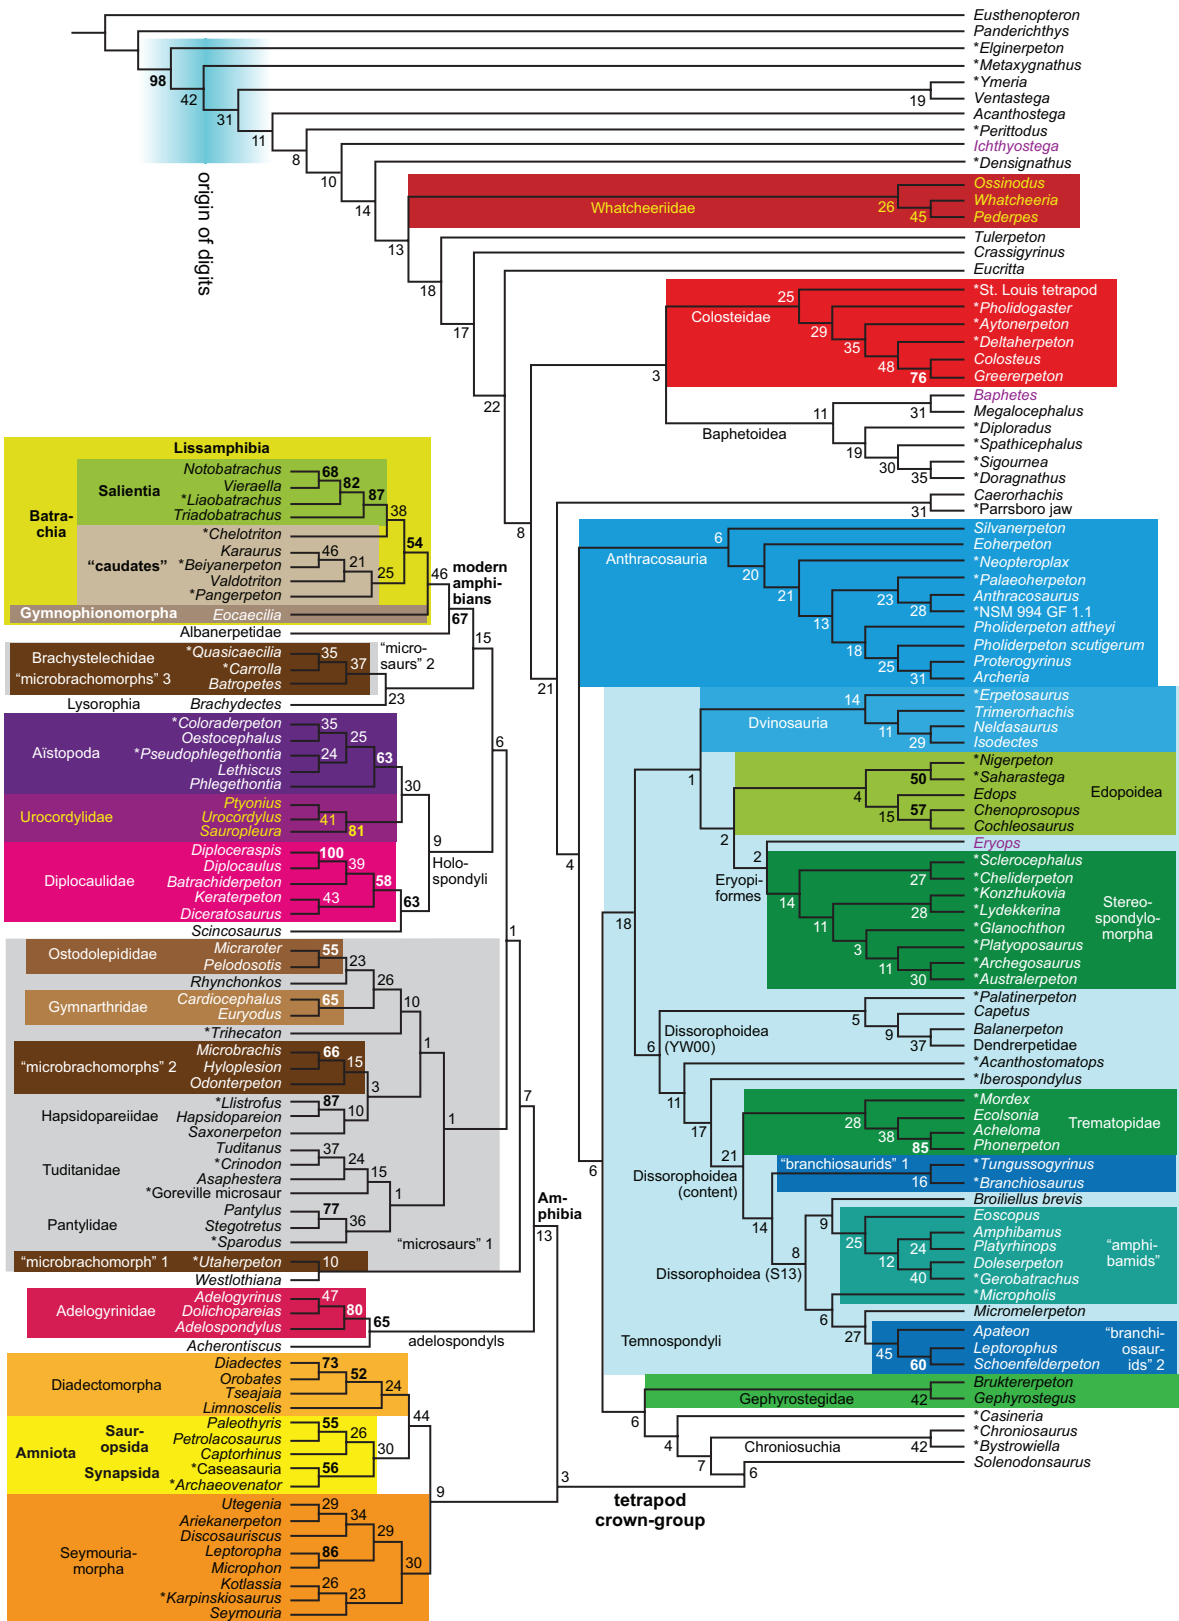 Eusthenopteron
Panderichthys
*Elginerpeton
98
*Metaxygnathus
42
*Ymeria
19
Ventastega
31
Acanthostega
11
*Perittodus
8
Ichthyostega
10
*Densignathus
14
origin of digits
Ossinodus
Whatcheeriidae
26
Whatcheeria
45
Pederpes
13
Tulerpeton
18
Crassigyrinus
17
Eucritta
22
*St. Louis tetrapod
25
*Pholidogaster
Colosteidae
29
*Aytonerpeton
35
*Deltaherpeton
48
Colosteus
76
Greererpeton
3
Baphetes
11
31
Megalocephalus
Baphetoidea
*Diploradus
19
*Spathicephalus
30
*Sigournea
35
*Doragnathus
8
Caerorhachis
31
*Parrsboro jaw
21
Silvanerpeton
6
Anthracosauria
Eoherpeton
20
*Neopteroplax
21
*Palaeoherpeton
23
Anthracosaurus
28
*NSM 994 GF 1.1
13
Pholiderpeton attheyi
18
Pholiderpeton scutigerum
25
Proterogyrinus
31
Archeria
4
*Erpetosaurus
14
Dvinosauria
Trimerorhachis
11
Neldasaurus
29
Isodectes
1
*Nigerpeton
50
*Saharastega
4
Edops
Edopoidea
15
57
Chenoprosopus
Cochleosaurus
2
Eryops
2
Eryopi-
formes
*Sclerocephalus
27
*Cheliderpeton
14
*Konzhukovia
28
*Lydekkerina
Stereo-
spondylo-
morpha
11
*Glanochthon
3
*Platyoposaurus
11
*Archegosaurus
30
*Australerpeton
18
*Palatinerpeton
5
Capetus
9
Balanerpeton
37
Dendrerpetidae
Dissorophoidea
(YW00)
6
*Acanthostomatops
11
*Iberospondylus
17
*Mordex
28
Ecolsonia
Trematopidae
38
Acheloma
85
Phonerpeton
21
Dissorophoidea
(content)
"branchiosaurids" 1
*Tungussogyrinus
16
*Branchiosaurus
14
Broiliellus brevis
9
Eoscopus
25
Amphibamus
24
Platyrhinops
"amphi-
bamids"
12
Doleserpeton
40
*Gerobatrachus
8
Dissorophoidea (S13)
*Micropholis
6
Micromelerpeton
27
Apateon
45
Leptorophus
60
Schoenfelderpeton
"branchi-
osaur-
ids" 2
Temnospondyli
6
Bruktererpeton
Gephyrostegidae
42
Gephyrostegus
6
*Casineria
4
*Chroniosaurus
Chroniosuchia
42
*Bystrowiella
7
Solenodonsaurus
6
3
tetrapod
crown-group
Lissamphibia
Notobatrachus
68
Salientia
Vieraella
82
*Liaobatrachus
87
Triadobatrachus
38
Batra-
chia
*Chelotriton
54
Karaurus
46
"caudates"
*Beiyanerpeton
21
Valdotriton
25
*Pangerpeton
46
modern
amphi-
bians
Gymnophionomorpha
Eocaecilia
67
Albanerpetidae
15
*Quasicaecilia
35
Brachystelechidae
"microbrachomorphs" 3
*Carrolla
37
Batropetes
"micro-
saurs" 2
23
Lysorophia
Brachydectes
*Coloraderpeton
35
Oestocephalus
25
Aïstopoda
*Pseudophlegethontia
24
63
Lethiscus
Phlegethontia
6
30
Ptyonius
Urocordylidae
Urocordylus
41
Sauropleura
81
9
Holo-
spondyli
Diploceraspis
100
Diplocaulus
39
Diplocaulidae
Batrachiderpeton
58
Keraterpeton
43
Diceratosaurus
63
Scincosaurus
1
Ostodolepididae
Micraroter
55
Pelodosotis
23
Rhynchonkos
26
Gymnarthridae
Cardiocephalus
65
Euryodus
10
*Trihecaton
1
Microbrachis
66
"microbrachomorphs" 2
Hyloplesion
15
Odonterpeton
3
*Llistrofus
87
Hapsidopareiidae
Hapsidopareion
10
Saxonerpeton
1
7
Tuditanus
37
*Crinodon
24
Tuditanidae
Asaphestera
15
*Goreville microsaur
1
Pantylus
77
Pantylidae
Stegotretus
36
*Sparodus
"microsaurs" 1
Am-
phibia
13
"microbrachomorph" 1
*Utaherpeton
10
Westlothiana
Adelogyrinus
47
Adelogyrinidae
Dolichopareias
80
Adelospondylus
65
adelospondyls
Acherontiscus
Diadectes
73
Orobates
52
Diadectomorpha
Tseajaia
24
Limnoscelis
44
Paleothyris
55
Saur-
opsida
Petrolacosaurus
26
Amniota
Captorhinus
30
Synapsida
*Caseasauria
56
*Archaeovenator
9
Utegenia
29
Ariekanerpeton
34
Discosauriscus
29
Seymouria-
morpha
Leptoropha
86
Microphon
30
Kotlassia
26
*Karpinskiosaurus
23
Seymouria